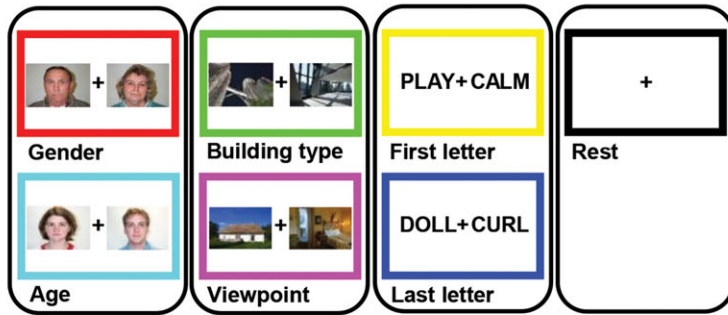 +
+
PLAY+CALM
+
Gender
Building type
First letter
Rest
+
+
DOLL+CURL
Age
Viewpoint
Last letter